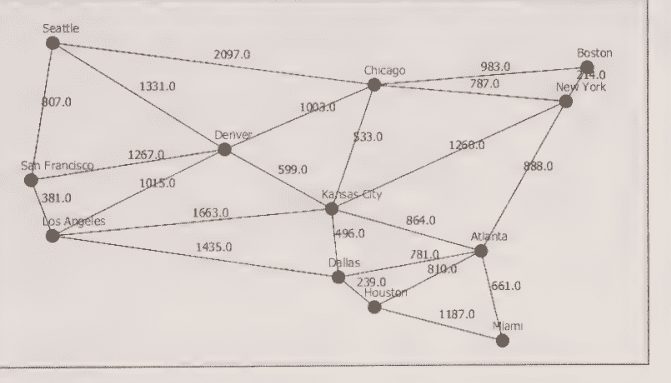 Seattle
2097.0
Boston
983.0
214.0
Chicago
787.0
New York
1331.0
807.0
1003.0
Denver
533.0
1260.0
1267.0
San Francisco
599.0
888.0
1015.0
381.0
Kansas City
Los Angeles
1663.0
864.0
496.0
Atlanta
1435.0
781.0
Dallas
810.0
239.0
661.0
Houston
1187.0
Miami